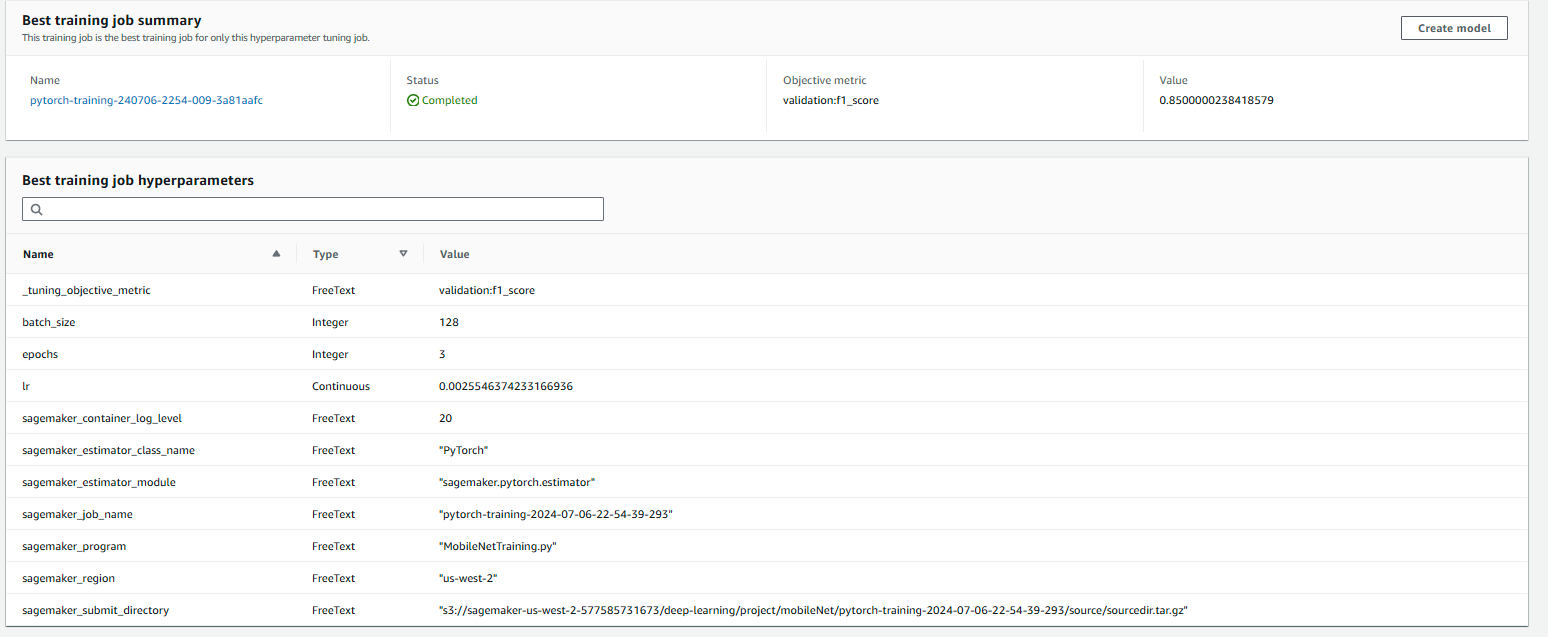 Best training job summary
This training job is the best training job for only this hyperparameter tuning job.
Create model
Name Status Objective metric Value
pytorch-training-240706-2254-009-3a81aafc Completed validation:f1_score 0.8500000238418579
Best training job hyperparameters
Name Type Value
_tuning_objective_metric FreeText validation:f1_score
batch_size Integer 128
epochs Integer 3
lr Continuous 0.0025546374233166936
sagemaker_container_log_level FreeText 20
sagemaker_estimator_class_name FreeText "PyTorch"
sagemaker_estimator_module FreeText "sagemaker.pytorch.estimator"
sagemaker_job_name FreeText "pytorch-training-2024-07-06-22-54-39-293"
sagemaker_program FreeText "MobileNetTraining.py"
sagemaker_region FreeText "us-west-2"
sagemaker_submit_directory FreeText "s3://sagemaker-us-west-2-577585731673/deep-learning/project/mobileNet/pytorch-training-2024-07-06-22-54-39-293/source/sourcedir.tar.gz"